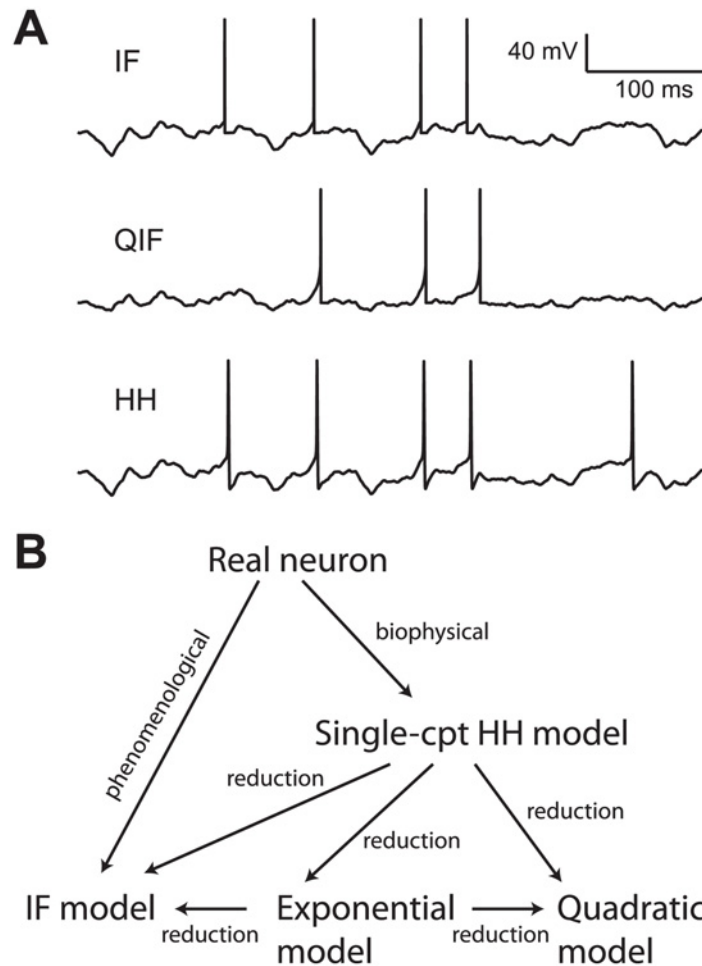 A
IF
40 mV
100 ms
QIF
HH
B
Real neuron
phenomenological
biophysical
Single-cpt HH model
reduction
reduction
reduction
IF model
reduction
Exponential
model
reduction
Quadratic
model